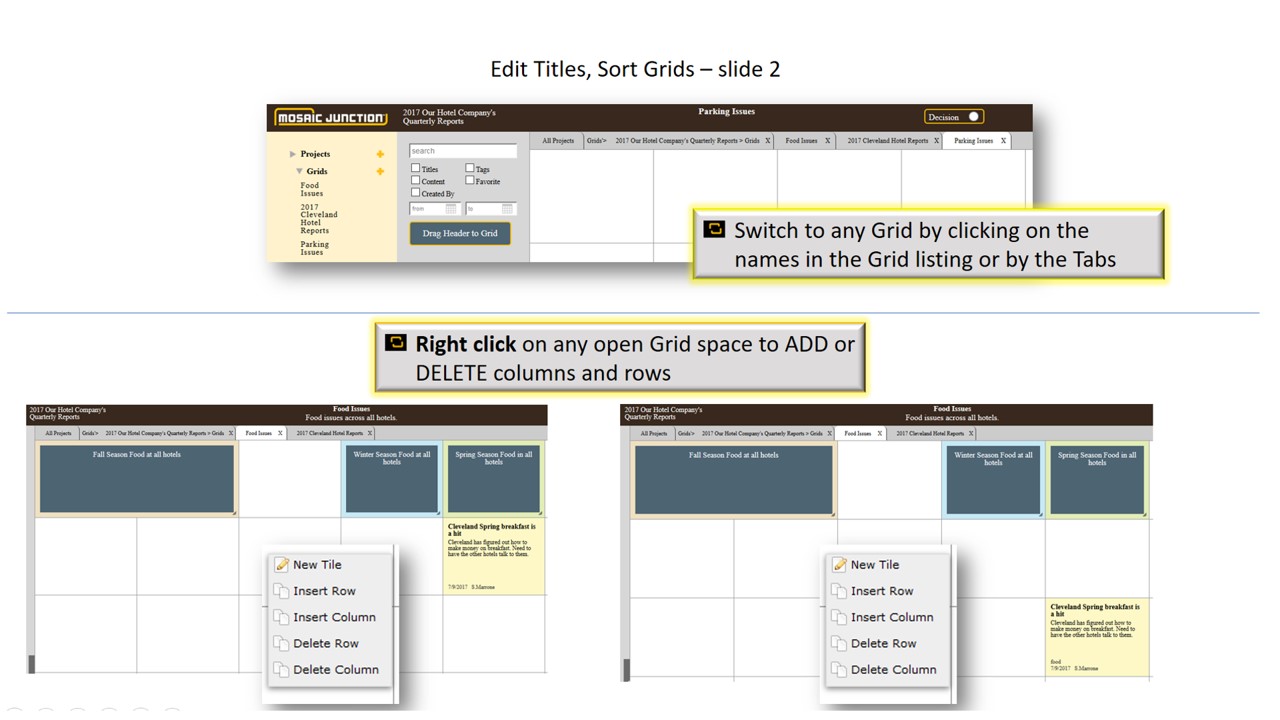 Edit Titles, Sort Grids – slide 2
MOSAIC JUNCTION
2017 Our Hotel Company's
Quarterly Reports
Parking Issues
Decision
Projects
Grids
Food
Issues
2017
Cleveland
Hotel
Reports
Parking
Issues
search
Titles
Tags
Content
Favorite
Created By
from
to
Drag Header to Grid
All Projects
Grids'>
2017 Our Hotel Company's Quarterly Reports > Grids X
Food Issues X
2017 Cleveland Hotel Reports X
Parking Issues X
Switch to any Grid by clicking on the
names in the Grid listing or by the Tabs
Right click on any open Grid space to ADD or
DELETE columns and rows
2017 Our Hotel Company's
Quarterly Reports
Food Issues
Food issues across all hotels.
All Projects
Grids'>
2017 Our Hotel Company's Quarterly Reports > Grids X
Food Issues X
2017 Cleveland Hotel Reports X
Fall Season Food at all hotels
Winter Season Food at all
hotels
Spring Season Food in all
hotels
Cleveland Spring breakfast is
a hit
Cleveland has figured out how to
make money on breakfast. Need to
have the other hotels talk to them.
7/9/2017 S.Marrone
New Tile
Insert Row
Insert Column
Delete Row
Delete Column
2017 Our Hotel Company's
Quarterly Reports
Food Issues
Food issues across all hotels.
All Projects
Grids'>
2017 Our Hotel Company's Quarterly Reports > Grids X
Food Issues X
2017 Cleveland Hotel Reports X
Fall Season Food at all hotels
Winter Season Food at all
hotels
Spring Season Food in all
hotels
New Tile
Insert Row
Insert Column
Delete Row
Delete Column
Cleveland Spring breakfast is
a hit
Cleveland has figured out how to
make money on breakfast. Need to
have the other hotels talk to them.
food
7/9/2017 S.Marrone